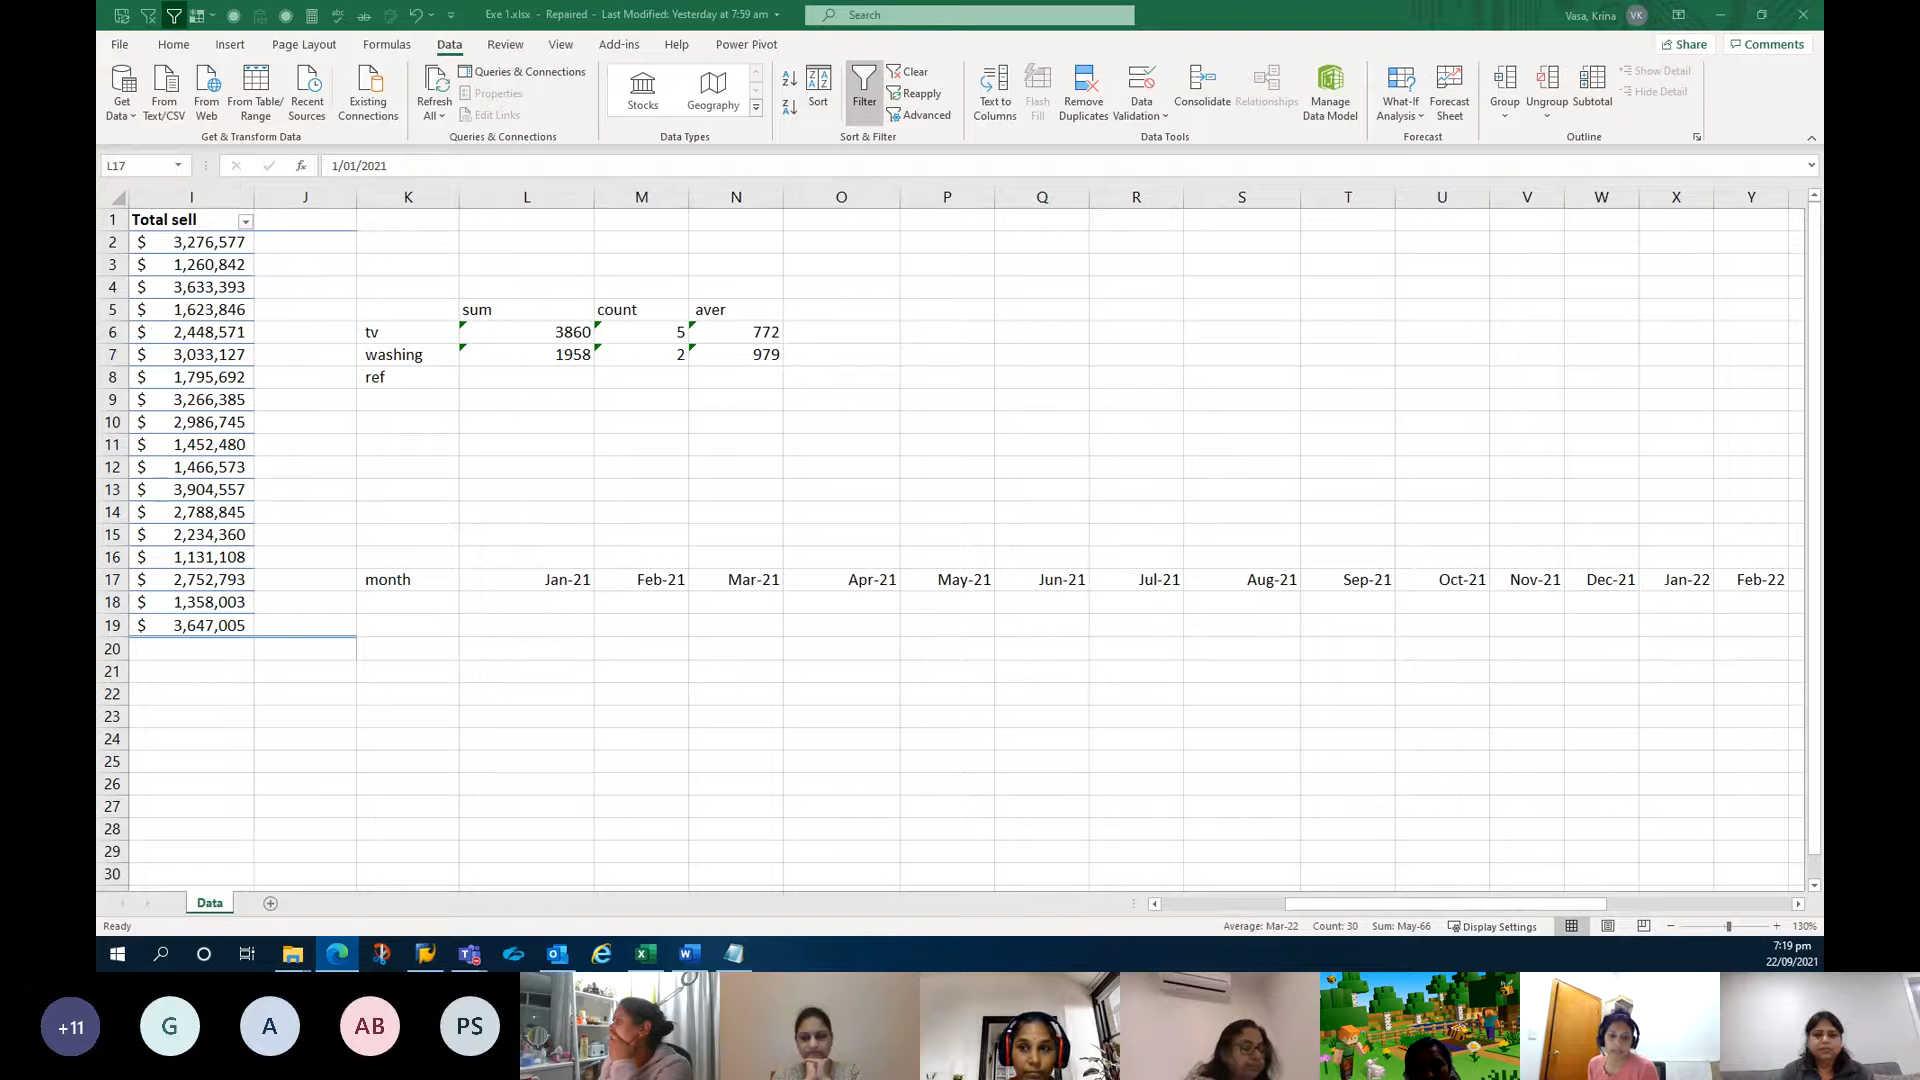 Exe 1.xlsx - Repaired - Last Modified: Yesterday at 7:59 am
Search
Vasa, Krina VK
File Home Insert Page Layout Formulas Data Review View Add-ins Help Power Pivot
Share Comments
Get Data
From Text/CSV
From Web
From Table/ Range
Recent Sources
Existing Connections
Refresh All
Queries & Connections
Properties
Edit Links
Stocks
Geography
Sort
Filter
Clear
Reapply
Advanced
Text to Columns
Flash Fill
Remove Duplicates
Data Validation
Consolidate
Relationships
Manage Data Model
What-If Analysis
Forecast Sheet
Group
Ungroup
Subtotal
Show Detail
Hide Detail
Get & Transform Data
Queries & Connections
Data Types
Sort & Filter
Data Tools
Forecast
Outline
L17 fx 1/01/2021
I J K L M N O P Q R S T U V W X Y
1 Total sell
2 $ 3,276,577
3 $ 1,260,842
4 $ 3,633,393
5 $ 1,623,846 sum count aver
6 $ 2,448,571 tv 3860 5 772
7 $ 3,033,127 washing 1958 2 979
8 $ 1,795,692 ref
9 $ 3,266,385
10 $ 2,986,745
11 $ 1,452,480
12 $ 1,466,573
13 $ 3,904,557
14 $ 2,788,845
15 $ 2,234,360
16 $ 1,131,108
17 $ 2,752,793 month Jan-21 Feb-21 Mar-21 Apr-21 May-21 Jun-21 Jul-21 Aug-21 Sep-21 Oct-21 Nov-21 Dec-21 Jan-22 Feb-22
18 $ 1,358,003
19 $ 3,647,005
20
21
22
23
24
25
26
27
28
29
30
Data
Ready
Average: Mar-22 Count: 30 Sum: May-66 Display Settings 130%
7:19 pm
22/09/2021
+11 G A AB PS